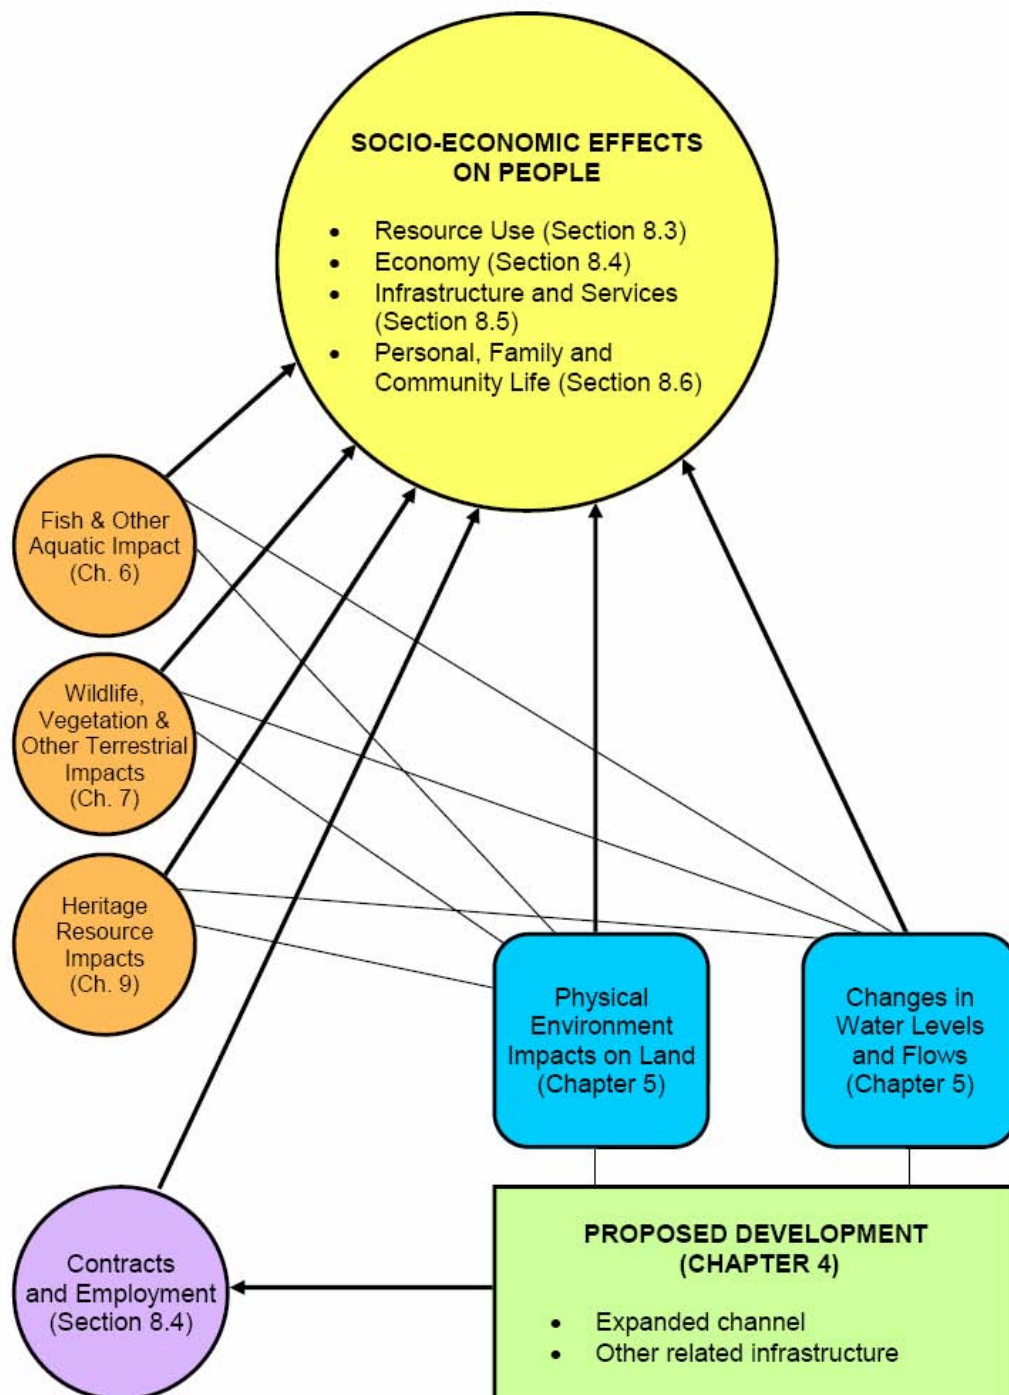 SOCIO-ECONOMIC EFFECTS
ON PEOPLE
• Resource Use (Section 8.3)
• Economy (Section 8.4)
• Infrastructure and Services
(Section 8.5)
• Personal, Family and
Community Life (Section 8.6)
Fish & Other
Aquatic Impact
(Ch. 6)
Wildlife,
Vegetation &
Other Terrestrial
Impacts
(Ch. 7)
Heritage
Resource
Impacts
(Ch. 9)
Physical
Environment
Impacts on Land
(Chapter 5)
Changes in
Water Levels
and Flows
(Chapter 5)
Contracts
and Employment
(Section 8.4)
PROPOSED DEVELOPMENT
(CHAPTER 4)
• Expanded channel
• Other related infrastructure